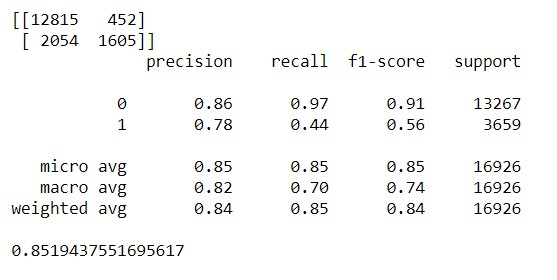 [[12815   452]
 [ 2054  1605]]
              precision    recall  f1-score   support

           0       0.86      0.97      0.91     13267
           1       0.78      0.44      0.56      3659

   micro avg       0.85      0.85      0.85     16926
   macro avg       0.82      0.70      0.74     16926
weighted avg       0.84      0.85      0.84     16926

0.8519437551695617